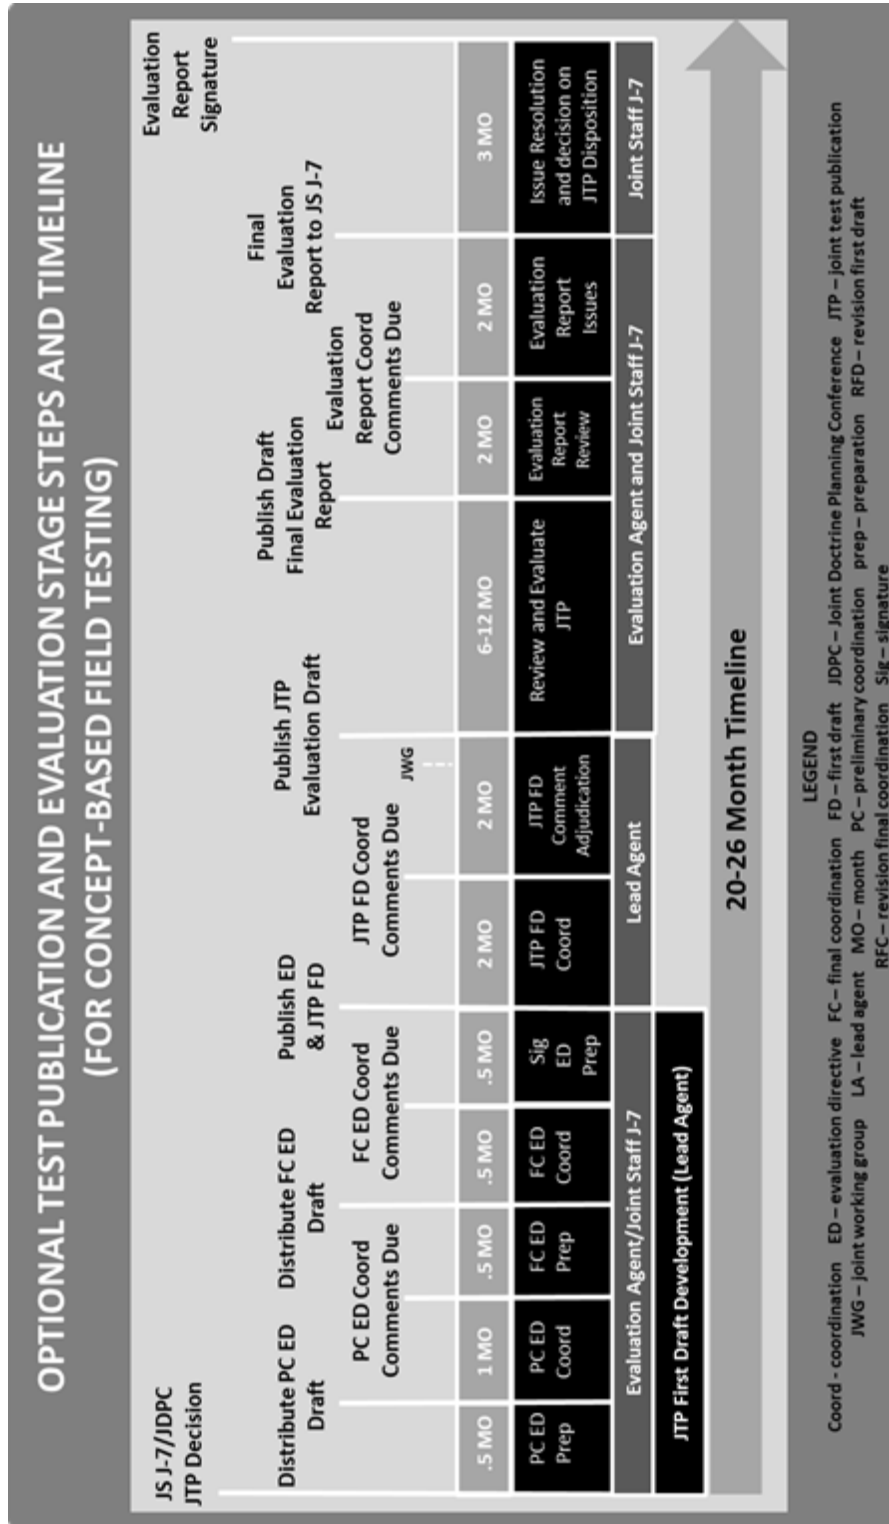 OPTIONAL TEST PUBLICATION AND EVALUATION STAGE STEPS AND TIMELINE
(FOR CONCEPT-BASED FIELD TESTING)
JS J-7/JDPC
JTP Decision
Distribute PC ED
Draft
PC ED Coord
Comments Due
Distribute FC ED
Draft
FC ED Coord
Comments Due
Publish ED
& JTP FD
JTP FD Coord
Comments Due
JWG
Publish JTP
Evaluation Draft
Publish Draft
Final Evaluation
Report
Evaluation
Report Coord
Comments Due
Final
Evaluation
Report to JS J-7
Evaluation
Report
Signature
.5 MO
1 MO
.5 MO
.5 MO
.5 MO
2 MO
2 MO
6-12 MO
2 MO
2 MO
3 MO
PC ED
Prep
PC ED
Coord
FC ED
Prep
FC ED
Coord
Sig
ED
Prep
JTP FD
Coord
JTP FD
Comment
Adjudication
Review and Evaluate
JTP
Evaluation
Report
Review
Evaluation
Report
Issues
Issue Resolution
and decision on
JTP Disposition
Evaluation Agent/Joint Staff J-7
Lead Agent
Evaluation Agent and Joint Staff J-7
Joint Staff J-7
JTP First Draft Development (Lead Agent)
20-26 Month Timeline
LEGEND
Coord - coordination ED – evaluation directive FC – final coordination FD – first draft JDPC – Joint Doctrine Planning Conference JTP – joint test publication
JWG – joint working group LA – lead agent MO – month PC – preliminary coordination prep – preparation RFD – revision first draft
RFC – revision final coordination Sig – signature